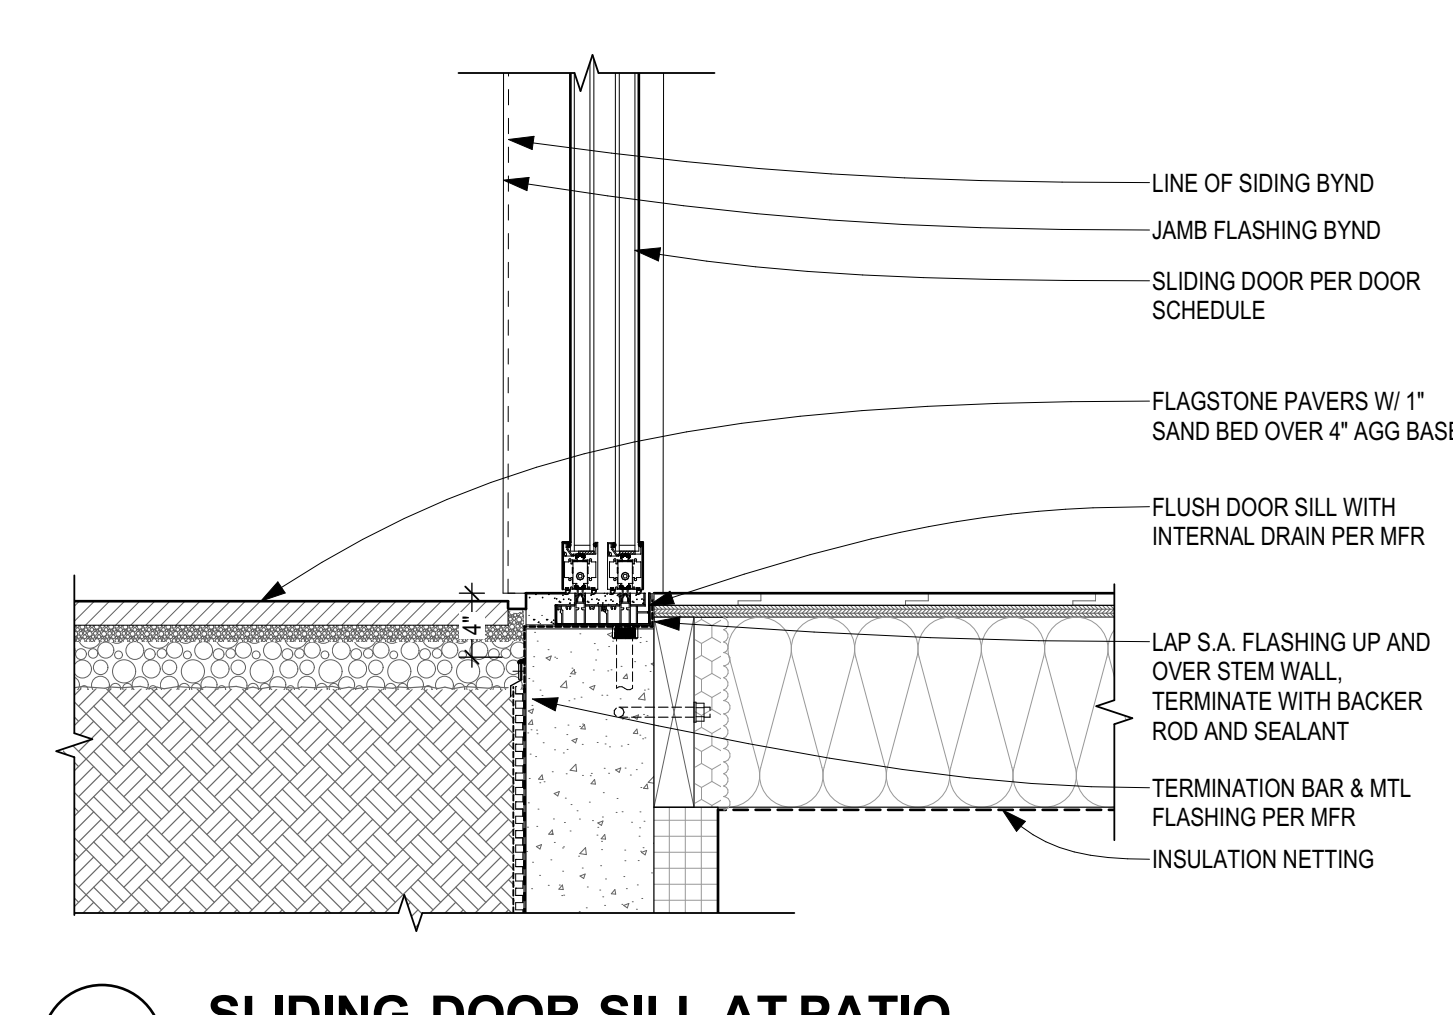 LINE OF SIDING BYND
JAMB FLASHING BYND
SLIDING DOOR PER DOOR
SCHEDULE
FLAGSTONE PAVERS W/ 1"
SAND BED OVER 4" AGG BASE
FLUSH DOOR SILL WITH
INTERNAL DRAIN PER MFR
4"
LAP S.A. FLASHING UP AND
OVER STEM WALL,
TERMINATE WITH BACKER
ROD AND SEALANT
TERMINATION BAR & MTL
FLASHING PER MFR
INSULATION NETTING
SLIDING DOOR SILL AT PATIO